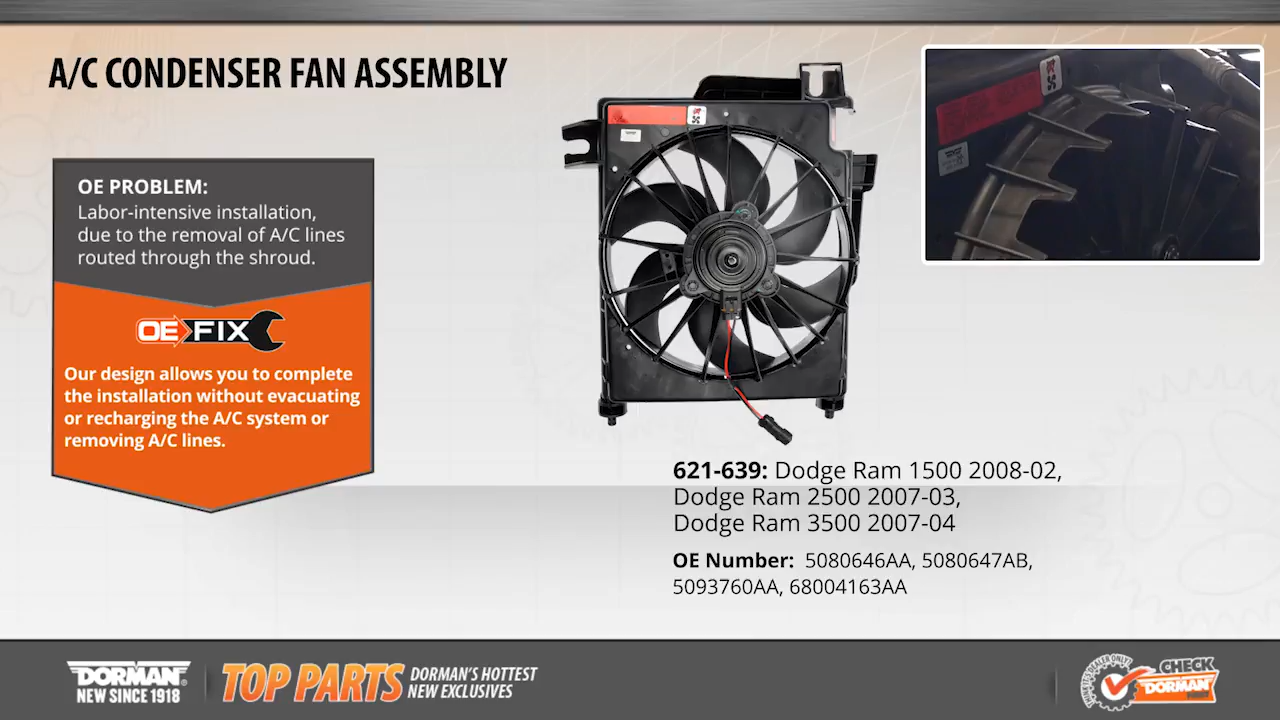 A/C CONDENSER FAN ASSEMBLY
OE PROBLEM:
Labor-intensive installation,
due to the removal of A/C lines
routed through the shroud.
OE FIX
Our design allows you to complete
the installation without evacuating
or recharging the A/C system or
removing A/C lines.
621-639: Dodge Ram 1500 2008-02,
Dodge Ram 2500 2007-03,
Dodge Ram 3500 2007-04
OE Number: 5080646AA, 5080647AB,
5093760AA, 68004163AA
DORMAN®
NEW SINCE 1918
TOP PARTS
DORMAN'S HOTTEST
NEW EXCLUSIVES
CHECK
DORMAN
FIRST